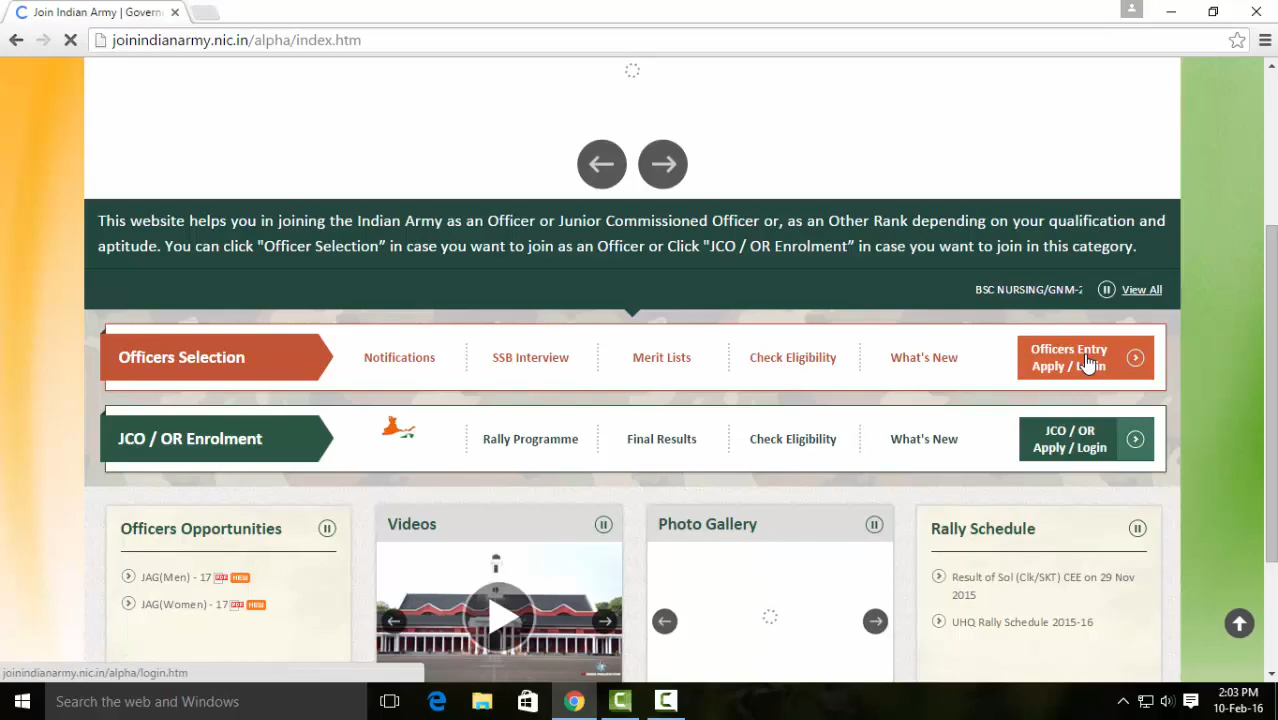 Join Indian Army | Govern
joinindianarmy.nic.in/alpha/index.htm
This website helps you in joining the Indian Army as an Officer or Junior Commissioned Officer or, as an Other Rank depending on your qualification and
aptitude. You can click "Officer Selection" in case you want to join as an Officer or Click "JCO / OR Enrolment" in case you want to join in this category.
BSC NURSING/GNM-2
View All
Officers Selection
Notifications
SSB Interview
Merit Lists
Check Eligibility
What's New
Officers Entry
Apply / Login
JCO / OR Enrolment
Rally Programme
Final Results
Check Eligibility
What's New
JCO / OR
Apply / Login
Officers Opportunities
JAG(Men) - 17 PDF NEW
JAG(Women) - 17 PDF NEW
Videos
Photo Gallery
Rally Schedule
Result of Sol (Clk/SKT) CEE on 29 Nov
2015
UHQ Rally Schedule 2015-16
joinindianarmy.nic.in/alpha/login.htm
Search the web and Windows
2:03 PM
10-Feb-16